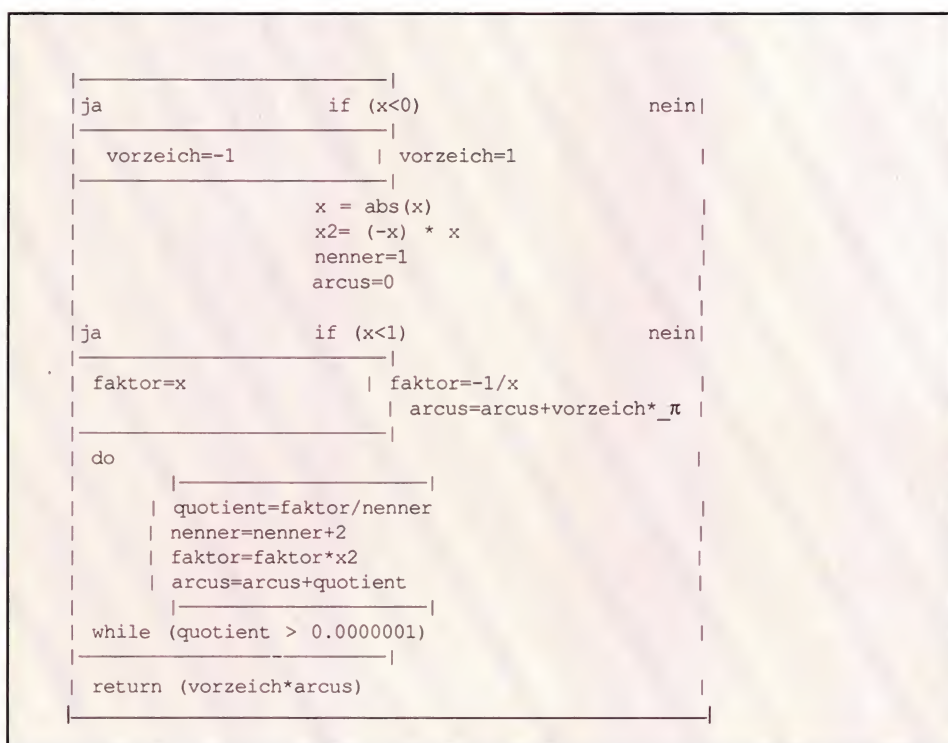 ja if (x<0) nein
vorzeich=-1 | vorzeich=1
x = abs(x)
x2= (-x) * x
nenner=1
arcus=0
ja if (x<1) nein
faktor=x | faktor=-1/x
| arcus=arcus+vorzeich*_π
do
quotient=faktor/nenner
nenner=nenner+2
faktor=faktor*x2
arcus=arcus+quotient
while (quotient > 0.0000001)
return (vorzeich*arcus)